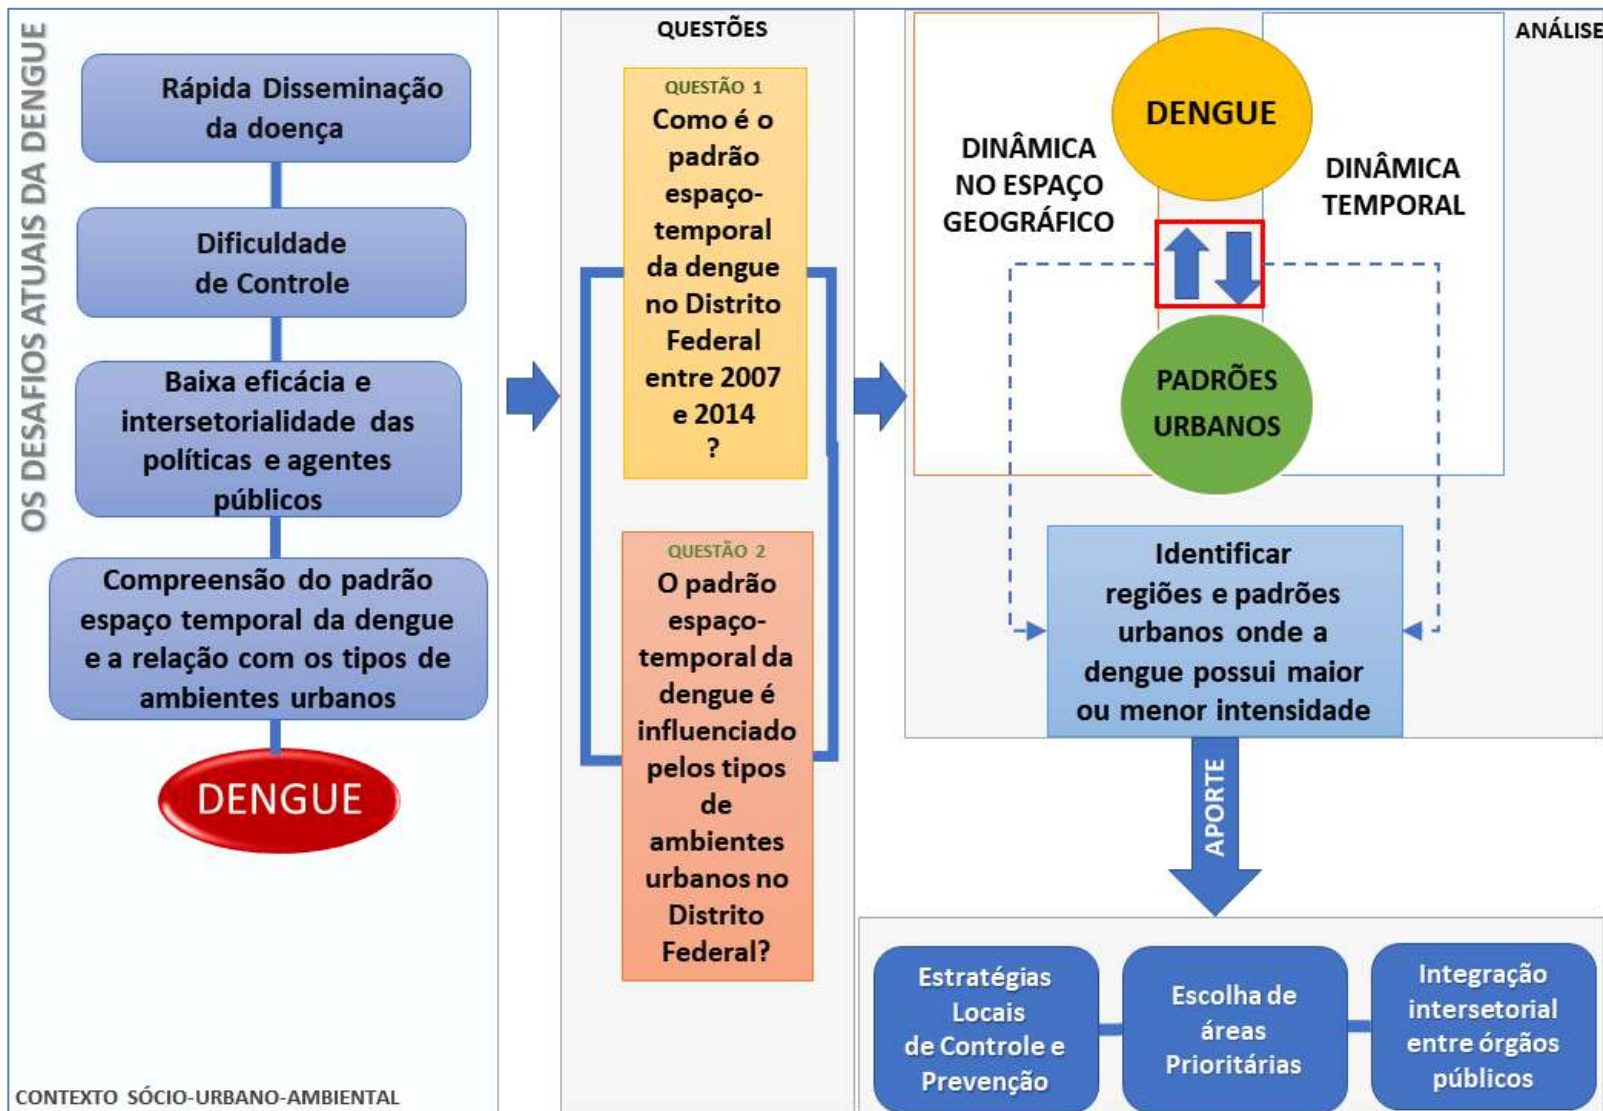 OS DESAFIOS ATUAIS DA DENGUE
Rápida Disseminação
da doença
Dificuldade
de Controle
Baixa eficácia e
intersetorialidade das
políticas e agentes
públicos
Compreensão do padrão
espaço temporal da dengue
e a relação com os tipos de
ambientes urbanos
DENGUE
CONTEXTO SÓCIO-URBANO-AMBIENTAL
QUESTÕES
QUESTÃO 1
Como é o
padrão
espaço-
temporal
da dengue
no Distrito
Federal
entre 2007
e 2014
?
QUESTÃO 2
O padrão
espaço-
temporal da
dengue é
influenciado
pelos tipos
de
ambientes
urbanos no
Distrito
Federal?
ANÁLISE
DENGUE
DINÂMICA
NO ESPAÇO
GEOGRÁFICO
DINÂMICA
TEMPORAL
PADRÕES
URBANOS
Identificar
regiões e padrões
urbanos onde a
dengue possui maior
ou menor intensidade
APORTE
Estratégias
Locais
de Controle e
Prevenção
Escolha de
áreas
Prioritárias
Integração
intersetorial
entre órgãos
públicos